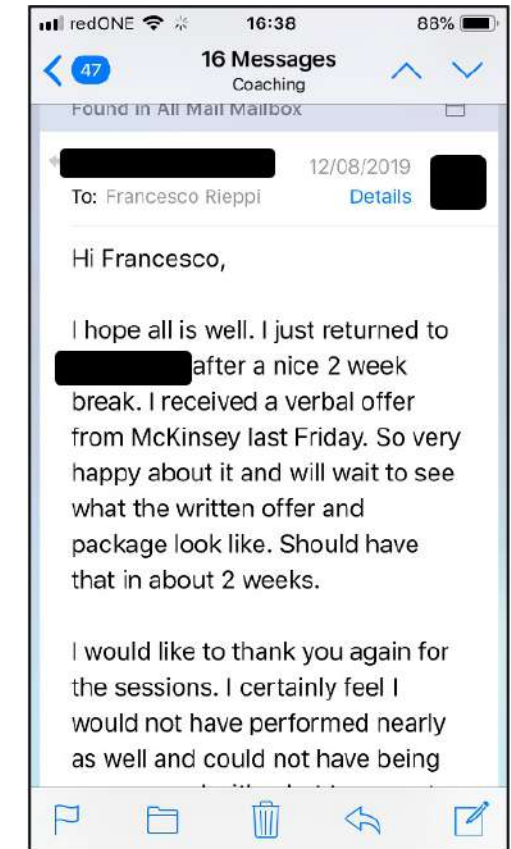 redONE 16:38 88%
47 16 Messages
Coaching
Found in All Mail Mailbox
12/08/2019
To: Francesco Rieppi Details
Hi Francesco,
I hope all is well. I just returned to
after a nice 2 week
break. I received a verbal offer
from McKinsey last Friday. So very
happy about it and will wait to see
what the written offer and
package look like. Should have
that in about 2 weeks.
I would like to thank you again for
the sessions. I certainly feel I
would not have performed nearly
as well and could not have being